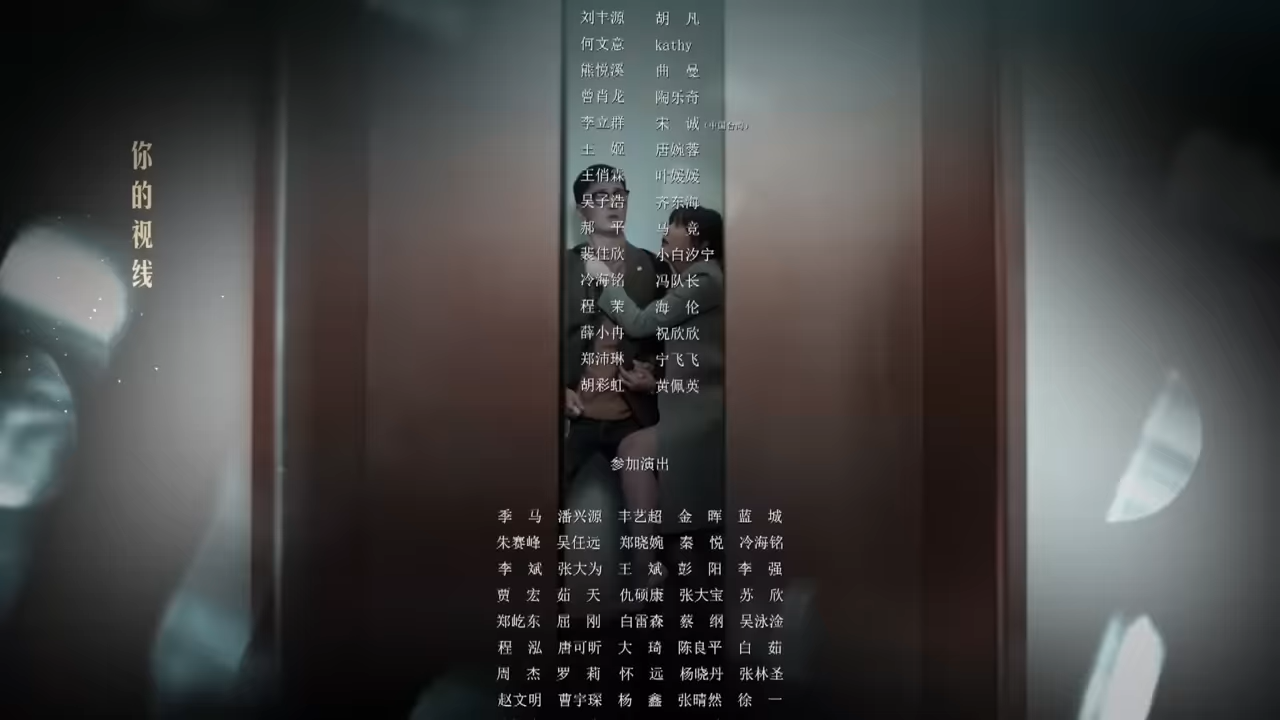 你的视线
刘丰源 胡凡
何文意 kathy
熊悦溪 曲曼
曾肖龙 陶乐奇
李立群 宋诚（中国台湾）
王姬 唐婉蓉
王俏森 叶媛媛
吴子浩 齐东海
郝平 马竞
裴佳欣 小白汐宁
冷海铭 冯队长
程茉 海伦
薛小冉 祝欣欣
郑沛琳 宁飞飞
胡彩虹 黄佩英
参加演出
季马 潘兴源 丰艺超 金晖 蓝城
朱赛峰 吴任远 郑晓婉 秦悦 冷海铭
李斌 张大为 王斌 彭阳 李强
贾宏 茹天 仇硕康 张大宝 苏欣
郑屹东 屈刚 白雷森 蔡纲 吴泳淦
程泓 唐可昕 大琦 陈良平 白茹
周杰 罗莉 怀远 杨晓丹 张林圣
赵文明 曹宇琛 杨鑫 张晴然 徐一